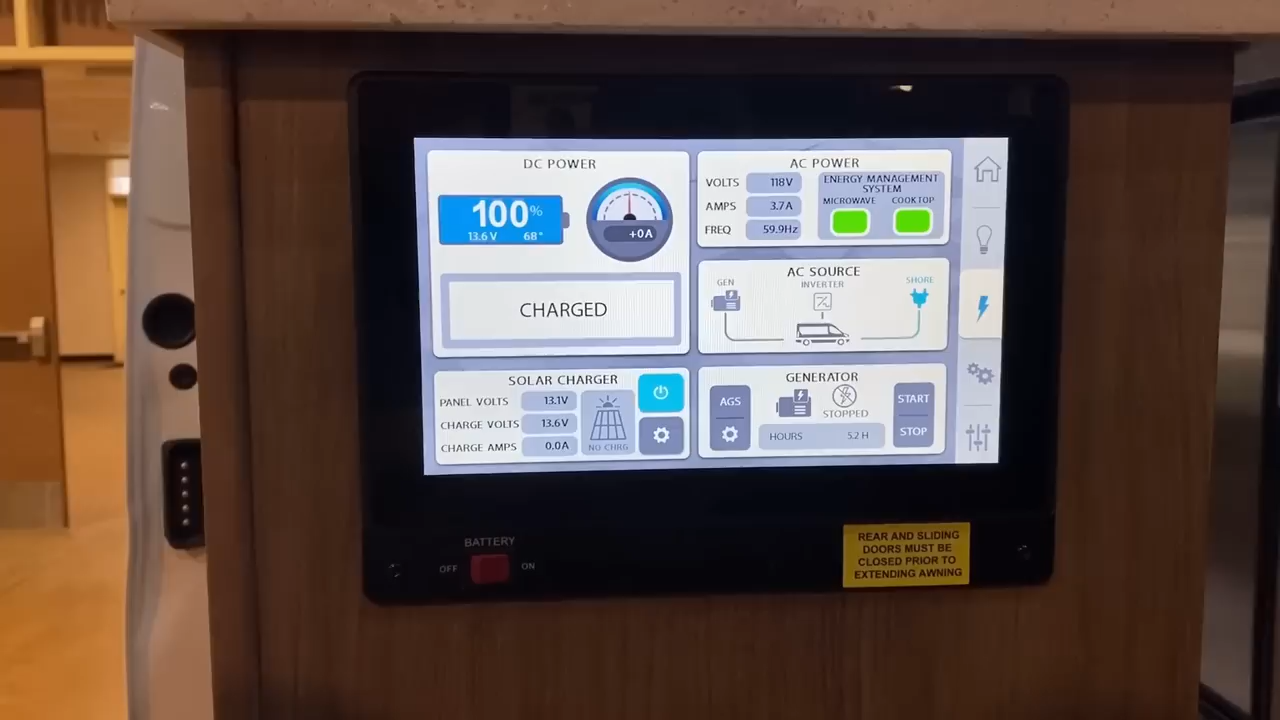 DC POWER
100%
13.6 V 68°
+0A
CHARGED
AC POWER
VOLTS 118V
AMPS 3.7A
FREQ 59.9Hz
ENERGY MANAGEMENT
SYSTEM
MICROWAVE COOKTOP
AC SOURCE
GEN INVERTER SHORE
SOLAR CHARGER
PANEL VOLTS 13.1V
CHARGE VOLTS 13.6V
CHARGE AMPS 0.0A
NO CHRG
GENERATOR
AGS
STOPPED
START
STOP
HOURS 5.2 H
BATTERY
OFF ON
REAR AND SLIDING
DOORS MUST BE
CLOSED PRIOR TO
EXTENDING AWNING